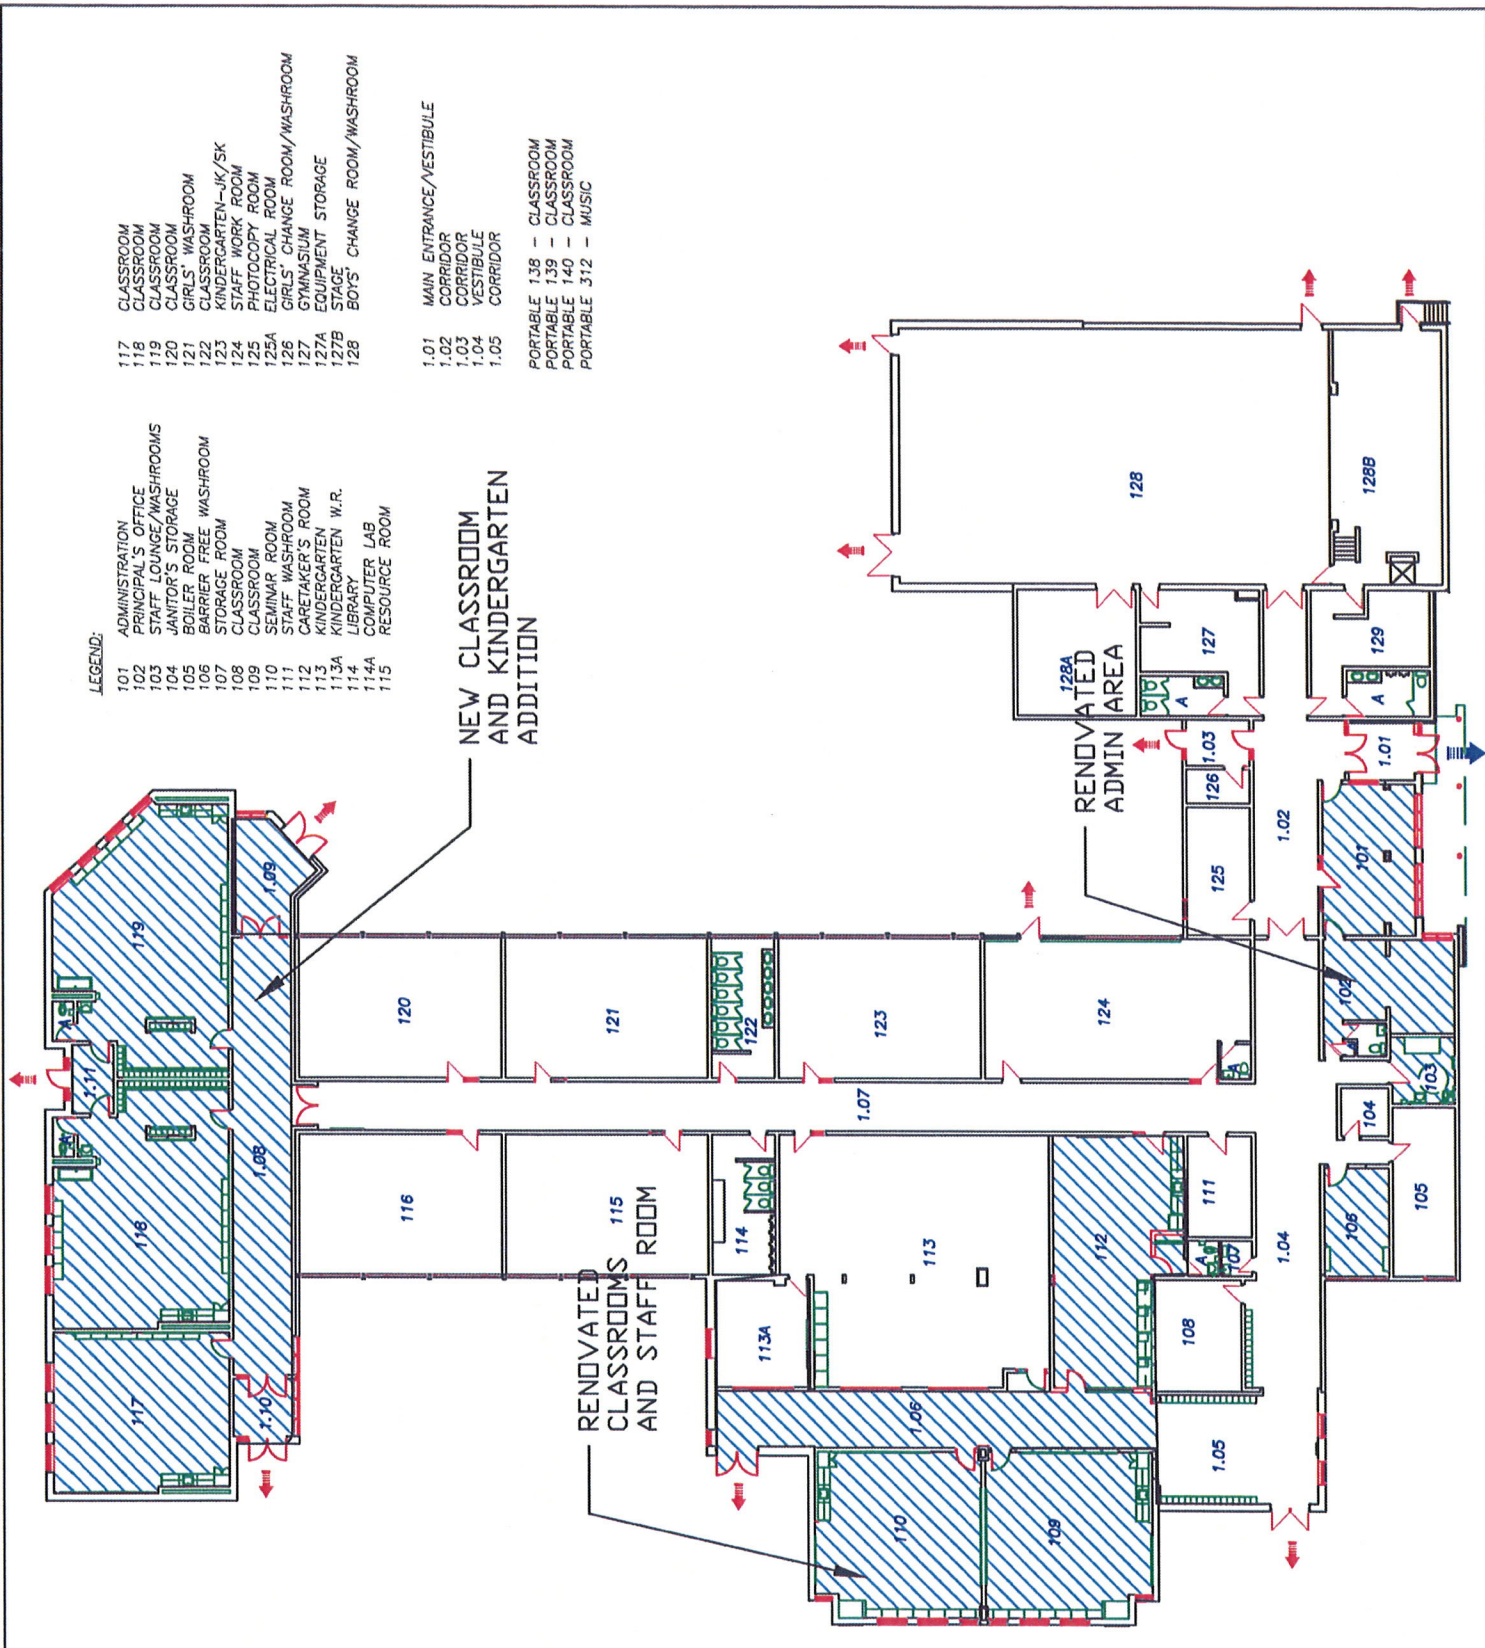 LEGEND:
101 ADMINISTRATION
102 PRINCIPAL'S OFFICE
103 STAFF LOUNGE/WASHROOMS
104 JANITOR'S STORAGE
105 BOILER ROOM
106 BARRIER FREE WASHROOM
107 STORAGE ROOM
108 CLASSROOM
109 CLASSROOM
110 SEMINAR ROOM
111 STAFF WASHROOM
112 CARETAKER'S ROOM
113 KINDERGARTEN
113A KINDERGARTEN W.R.
114 LIBRARY
114A COMPUTER LAB
115 RESOURCE ROOM
117 CLASSROOM
118 CLASSROOM
119 CLASSROOM
120 CLASSROOM
121 GIRLS' WASHROOM
122 CLASSROOM
123 KINDERGARTEN-JK/SK
124 STAFF WORK ROOM
125 PHOTOCOPY ROOM
125A ELECTRICAL ROOM
126 GIRLS' CHANGE ROOM/WASHROOM
127 GYMNASIUM
127A EQUIPMENT STORAGE
127B STAGE
128 BOYS' CHANGE ROOM/WASHROOM
1.01 MAIN ENTRANCE/VESTIBULE
1.02 CORRIDOR
1.03 CORRIDOR
1.04 VESTIBULE
1.05 CORRIDOR
PORTABLE 138 - CLASSROOM
PORTABLE 139 - CLASSROOM
PORTABLE 140 - CLASSROOM
PORTABLE 312 - MUSIC
NEW CLASSROOM
AND KINDERGARTEN
ADDITION
117
118
119
A
A
1.11
1.08
1.09
1.10
116
120
115
121
114
122
123
113A
113
124
A
1.07
RENOVATED
CLASSROOMS
AND STAFF ROOM
110
109
1.06
112
111
A
107
108
1.05
1.04
106
105
104
103
A
102
101
RENOVATED
ADMIN AREA
125
126
1.03
1.02
1.01
128A
127
A
129
A
128
128B